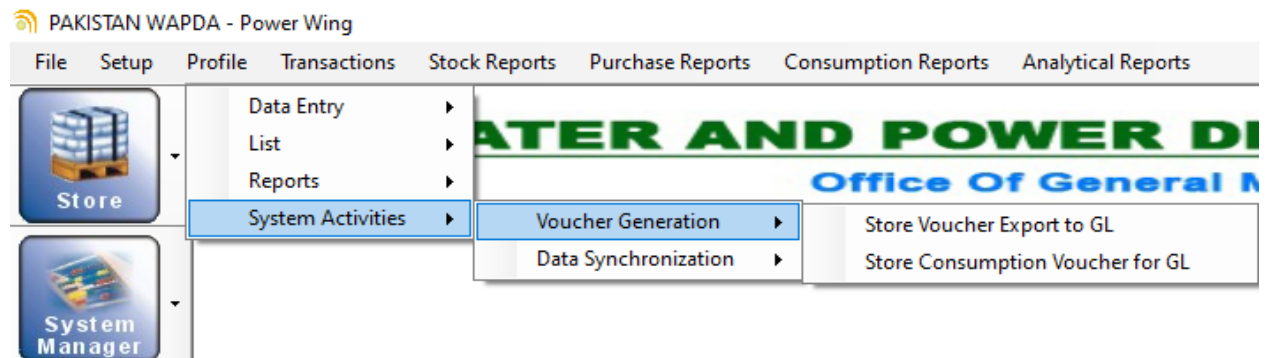 PAKISTAN WAPDA - Power Wing
File Setup Profile Transactions Stock Reports Purchase Reports Consumption Reports Analytical Reports
Data Entry
List
Reports
System Activities
Voucher Generation
Data Synchronization
Store Voucher Export to GL
Store Consumption Voucher for GL
ATER AND POWER D
Office Of General
Store
System
Manager